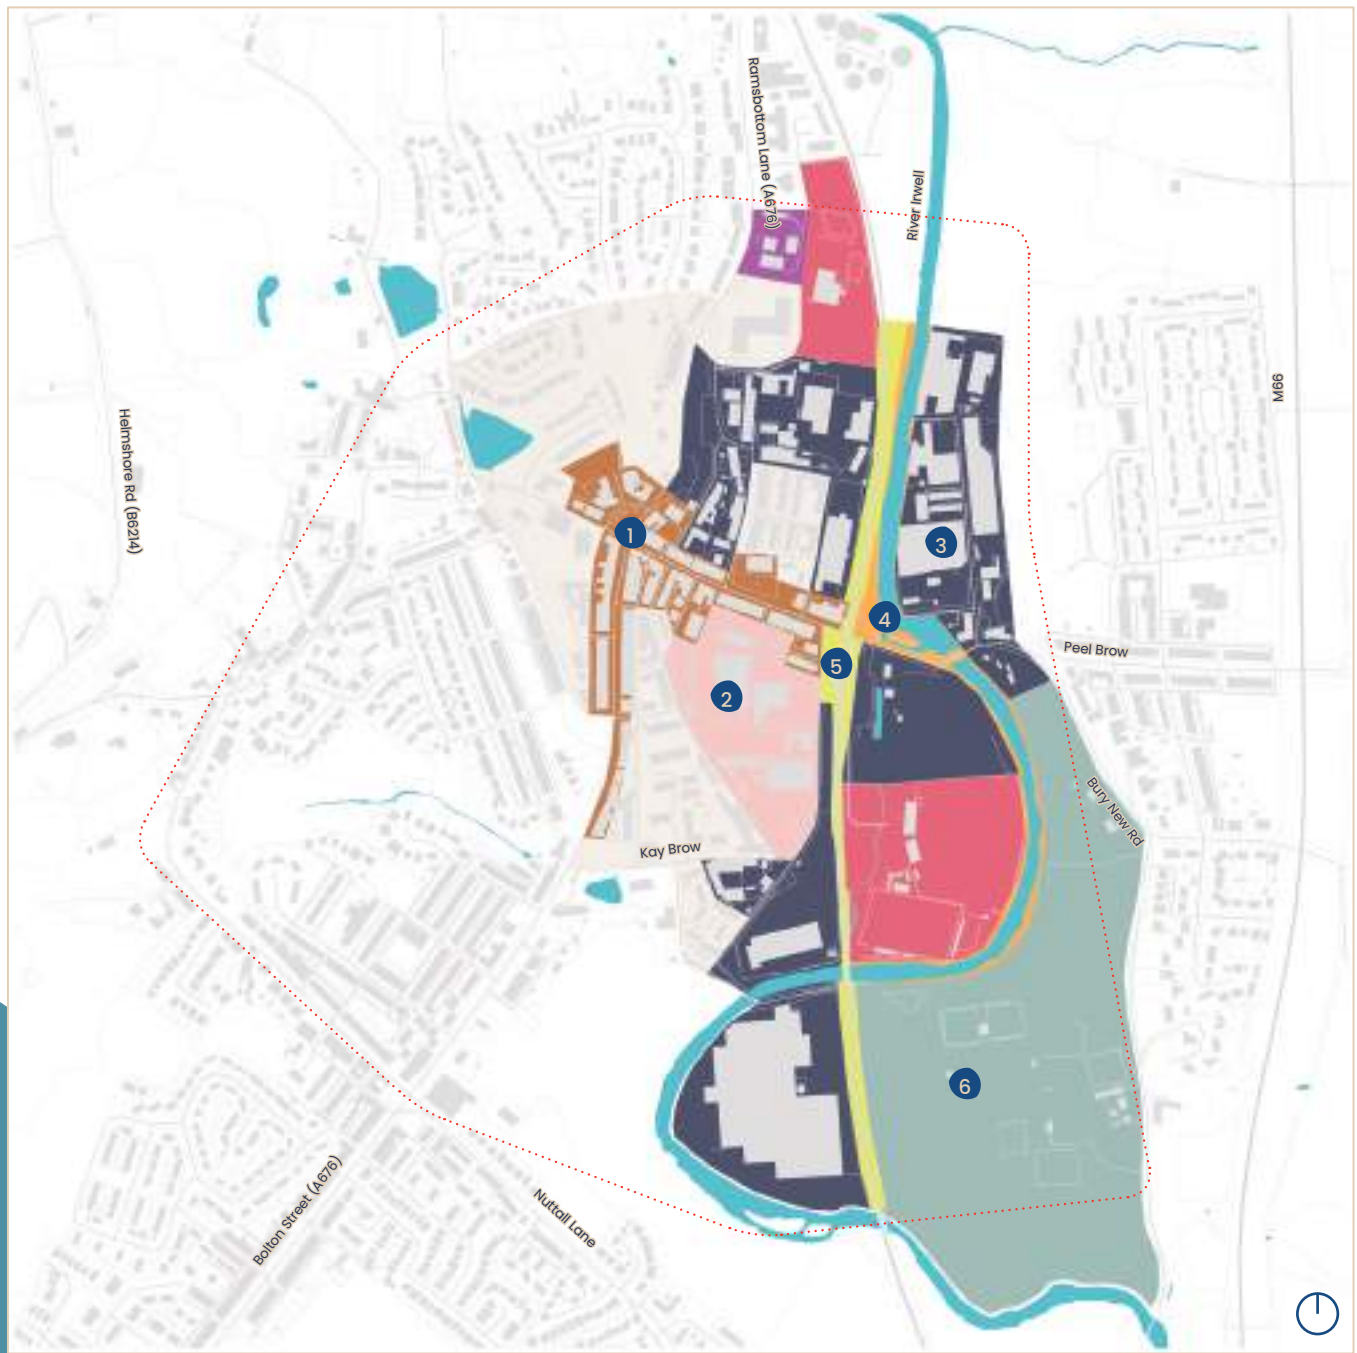 Ramsbottom Lane (A676)
River Irwell
M66
Helmshore Rd (B6214)
1
3
4
Peel Brow
5
2
Bury New Rd
Kay Brow
6
Bolton Street (A676)
Nuttall Lane